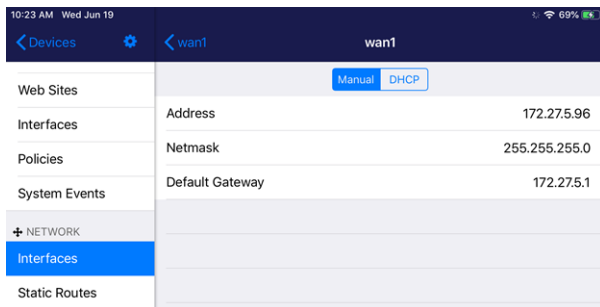 10:23 AM Wed Jun 19
69%
Devices
wan1
wan1
Manual DHCP
Web Sites
Interfaces
Policies
System Events
NETWORK
Interfaces
Static Routes
Address 172.27.5.96
Netmask 255.255.255.0
Default Gateway 172.27.5.1